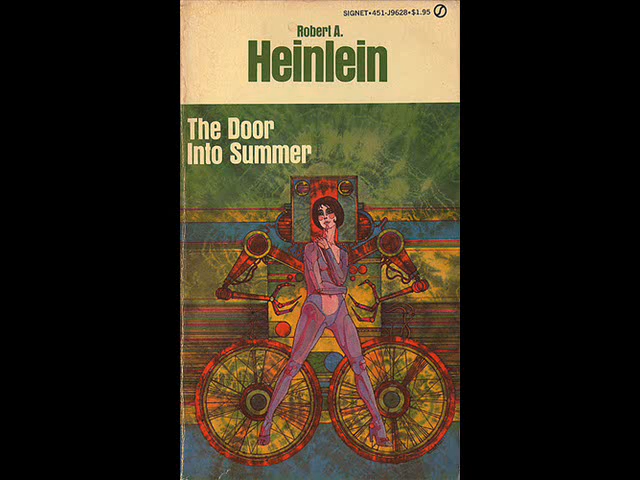 SIGNET•451-J9628•$1.95
Robert A.
Heinlein
The Door
Into Summer